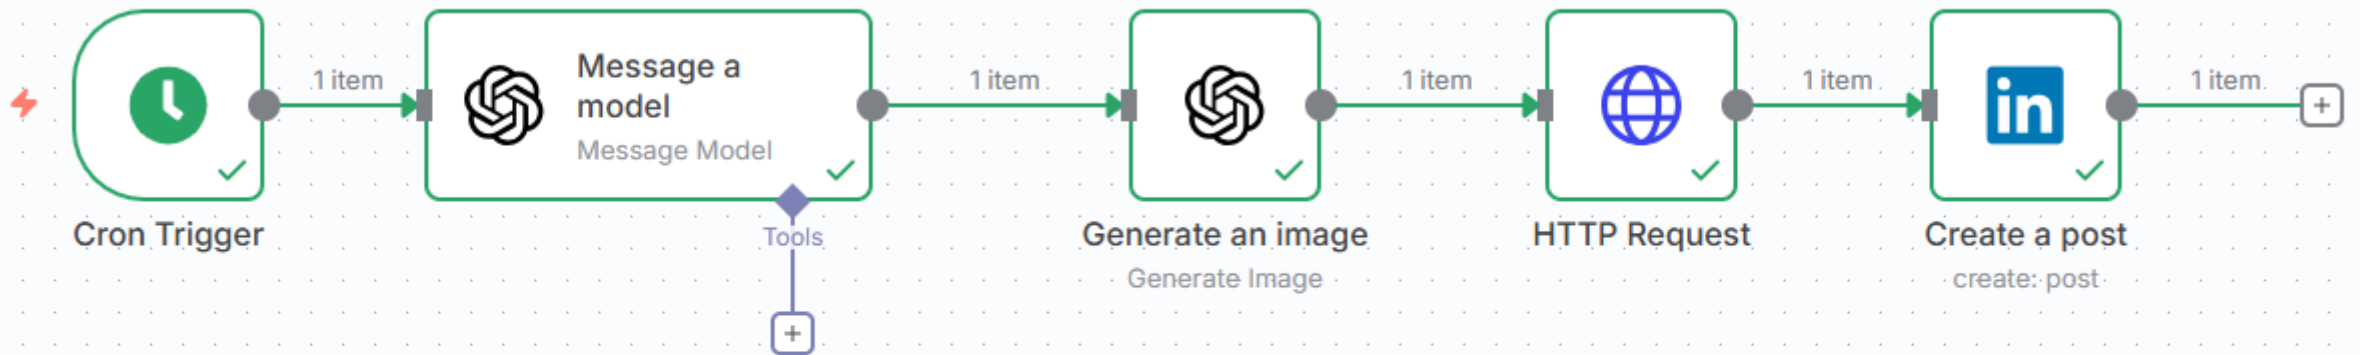 1 item
1 item
1 item
1 item
1 item
Message a
model
Message Model
in
Cron Trigger
Tools
Generate an image
HTTP Request
Create a post
Generate Image
create: post